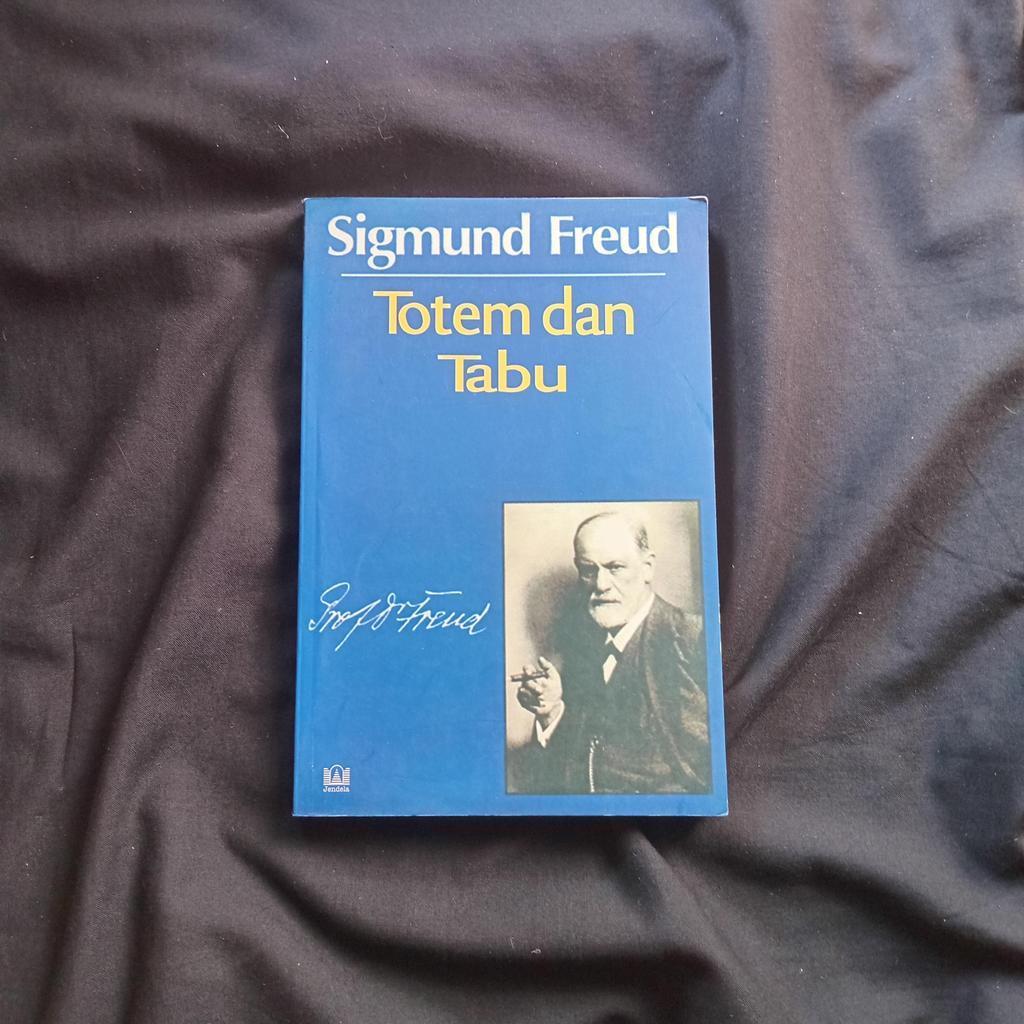 Sigmund Freud
Totem dan
Tabu
Prof Dr Freud
Jendela